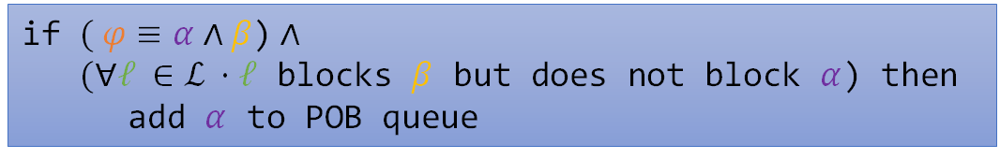 if ( φ ≡ α ∧ β) ∧
(∀ℓ ∈ ℒ · ℓ blocks β but does not block α) then
add α to POB queue